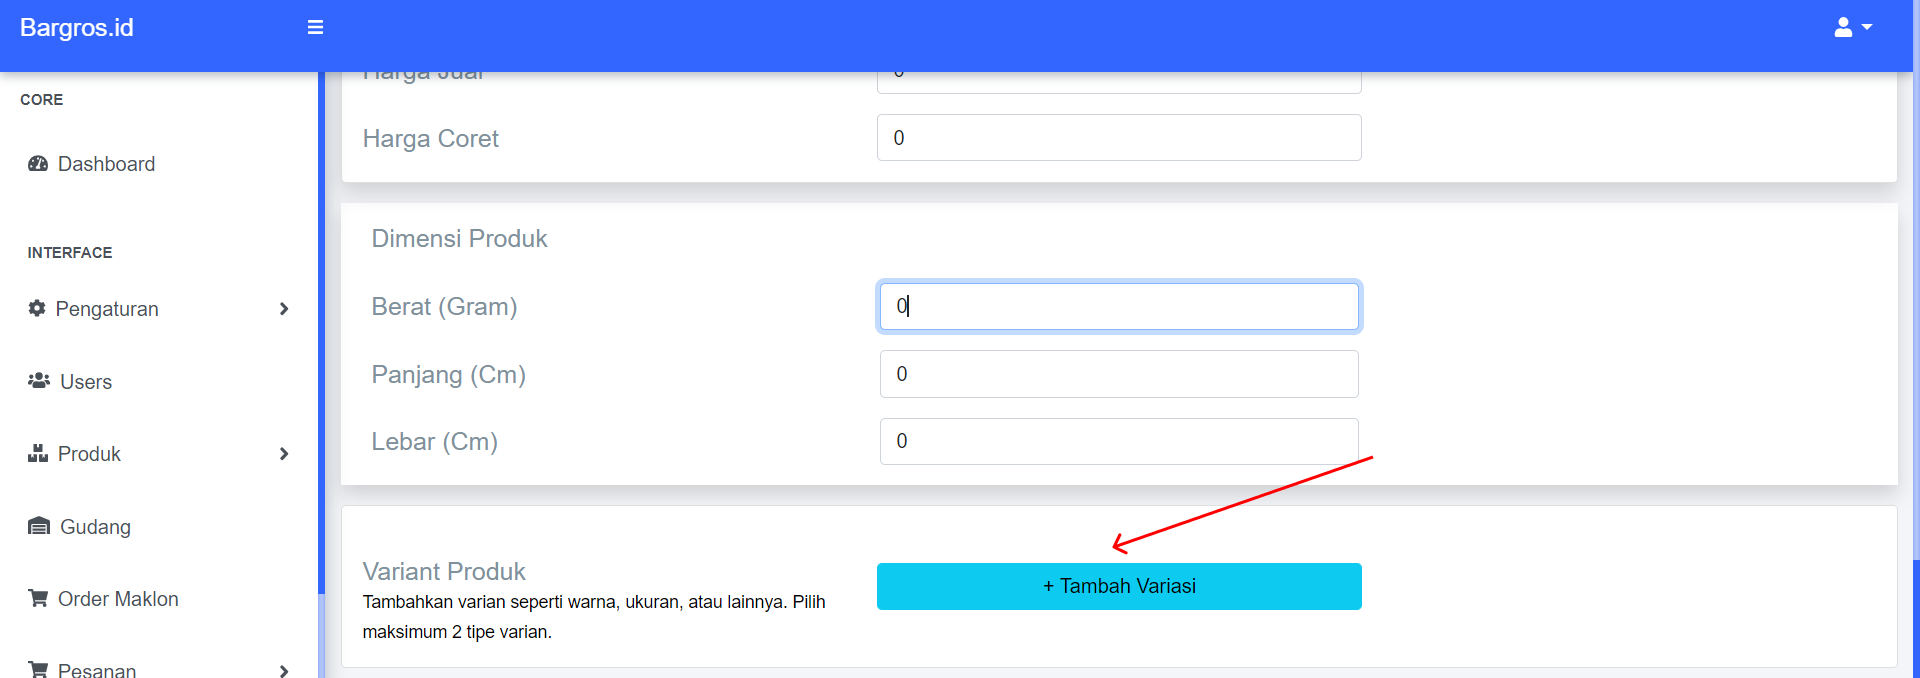 Bargros.id
CORE
Dashboard
INTERFACE
Pengaturan
Users
Produk
Gudang
Order Maklon
Pesanan
Harga Jual
0
Harga Coret
0
Dimensi Produk
Berat (Gram)
0
Panjang (Cm)
0
Lebar (Cm)
0
Variant Produk
Tambahkan varian seperti warna, ukuran, atau lainnya. Pilih
maksimum 2 tipe varian.
+ Tambah Variasi